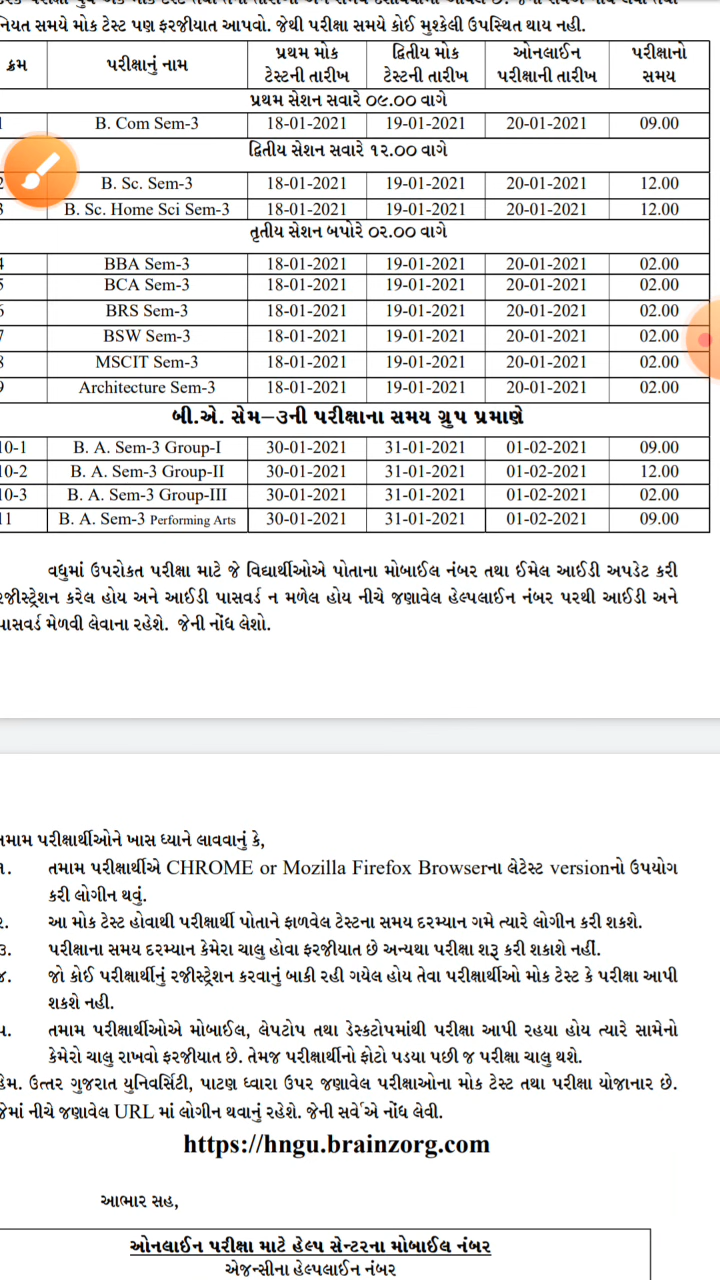 નિયત સમયે મોક ટેસ્ટ પણ ફરજીયાત આપવો. જેથી પરીક્ષા સમયે કોઈ મુશ્કેલી ઉપસ્થિત થાય નહી.
ક્રમ પરીક્ષાનું નામ પ્રથમ મોક ટેસ્ટની તારીખ દ્વિતીય મોક ટેસ્ટની તારીખ ઓનલાઈન પરીક્ષાની તારીખ પરીક્ષાનો સમય
પ્રથમ સેશન સવારે ૦૯.૦૦ વાગે
B. Com Sem-3 18-01-2021 19-01-2021 20-01-2021 09.00
દ્વિતીય સેશન સવારે ૧૨.૦૦ વાગે
B. Sc. Sem-3 18-01-2021 19-01-2021 20-01-2021 12.00
B. Sc. Home Sci Sem-3 18-01-2021 19-01-2021 20-01-2021 12.00
તૃતીય સેશન બપોરે ૦૨.૦૦ વાગે
BBA Sem-3 18-01-2021 19-01-2021 20-01-2021 02.00
BCA Sem-3 18-01-2021 19-01-2021 20-01-2021 02.00
BRS Sem-3 18-01-2021 19-01-2021 20-01-2021 02.00
BSW Sem-3 18-01-2021 19-01-2021 20-01-2021 02.00
MSCIT Sem-3 18-01-2021 19-01-2021 20-01-2021 02.00
Architecture Sem-3 18-01-2021 19-01-2021 20-01-2021 02.00
બી.એ. સેમ-૩ની પરીક્ષાના સમય ગ્રુપ પ્રમાણે
10-1 B. A. Sem-3 Group-I 30-01-2021 31-01-2021 01-02-2021 09.00
10-2 B. A. Sem-3 Group-II 30-01-2021 31-01-2021 01-02-2021 12.00
10-3 B. A. Sem-3 Group-III 30-01-2021 31-01-2021 01-02-2021 02.00
11 B. A. Sem-3 Performing Arts 30-01-2021 31-01-2021 01-02-2021 09.00
વધુમાં ઉપરોકત પરીક્ષા માટે જે વિદ્યાર્થીઓએ પોતાના મોબાઈલ નંબર તથા ઈમેલ આઈડી અપડેટ કરી
રજીસ્ટ્રેશન કરેલ હોય અને આઈડી પાસવર્ડ ન મળેલ હોય નીચે જણાવેલ હેલ્પલાઈન નંબર પરથી આઈડી અને
પાસવર્ડ મેળવી લેવાના રહેશે. જેની નોંધ લેશો.
તમામ પરીક્ષાર્થીઓને ખાસ ધ્યાને લાવવાનું કે,
૧. તમામ પરીક્ષાર્થીએ CHROME or Mozilla Firefox Browserના લેટેસ્ટ versionનો ઉપયોગ
કરી લોગીન થવું.
૨. આ મોક ટેસ્ટ હોવાથી પરીક્ષાર્થી પોતાને ફાળવેલ ટેસ્ટના સમય દરમ્યાન ગમે ત્યારે લોગીન કરી શકશે.
૩. પરીક્ષાના સમય દરમ્યાન કેમેરા ચાલુ હોવા ફરજીયાત છે અન્યથા પરીક્ષા શરૂ કરી શકાશે નહીં.
૪. જો કોઈ પરીક્ષાર્થીનું રજીસ્ટ્રેશન કરવાનું બાકી રહી ગયેલ હોય તેવા પરીક્ષાર્થીઓ મોક ટેસ્ટ કે પરીક્ષા આપી
શકશે નહી.
૫. તમામ પરીક્ષાર્થીઓએ મોબાઈલ, લેપટોપ તથા ડેસ્કટોપમાંથી પરીક્ષા આપી રહયા હોય ત્યારે સામેનો
કેમેરો ચાલુ રાખવો ફરજીયાત છે. તેમજ પરીક્ષાર્થીનો ફોટો પડયા પછી જ પરીક્ષા ચાલુ થશે.
હેમ. ઉત્તર ગુજરાત યુનિવર્સિટી, પાટણ ધ્વારા ઉપર જણાવેલ પરીક્ષાઓના મોક ટેસ્ટ તથા પરીક્ષા યોજાનાર છે.
જેમાં નીચે જણાવેલ URL માં લોગીન થવાનું રહેશે. જેની સર્વેએ નોંધ લેવી.
https://hngu.brainzorg.com
આભાર સહ,
ઓનલાઈન પરીક્ષા માટે હેલ્પ સેન્ટરના મોબાઈલ નંબર
એજન્સીના હેલ્પલાઈન નંબર